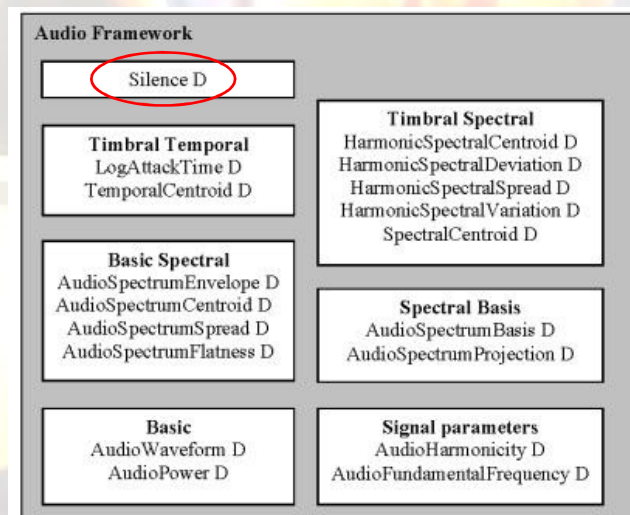 Audio Framework
Silence D
Timbral Temporal
LogAttackTime D
TemporalCentroid D
Basic Spectral
AudioSpectrumEnvelope D
AudioSpectrumCentroid D
AudioSpectrumSpread D
AudioSpectrumFlatness D
Basic
AudioWaveform D
AudioPower D
Timbral Spectral
HarmonicSpectralCentroid D
HarmonicSpectralDeviation D
HarmonicSpectralSpread D
HarmonicSpectralVariation D
SpectralCentroid D
Spectral Basis
AudioSpectrumBasis D
AudioSpectrumProjection D
Signal parameters
AudioHarmonicity D
AudioFundamentalFrequency D